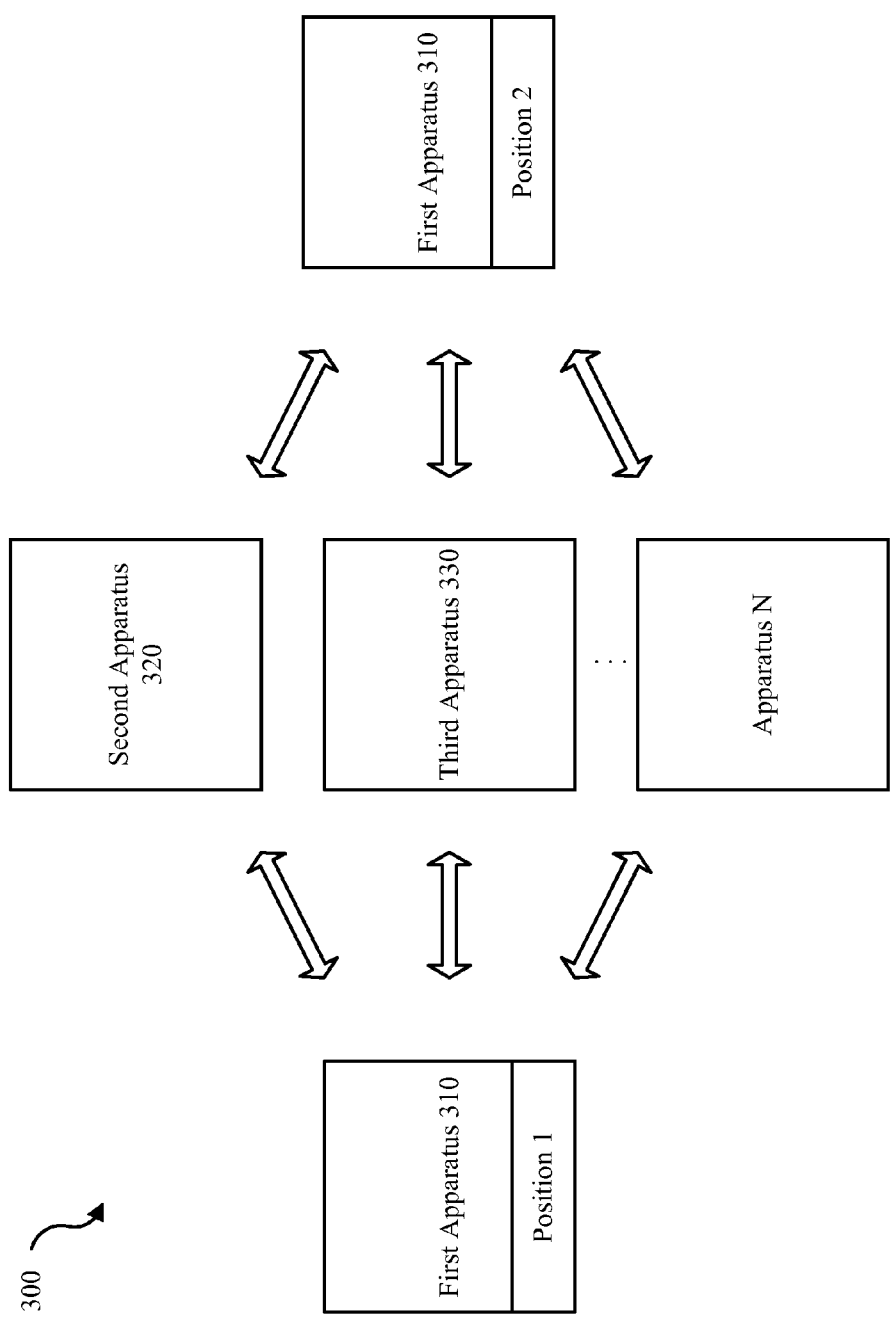 300
First Apparatus 310
Position 1
Second Apparatus
320
Third Apparatus 330
. . .
Apparatus N
First Apparatus 310
Position 2